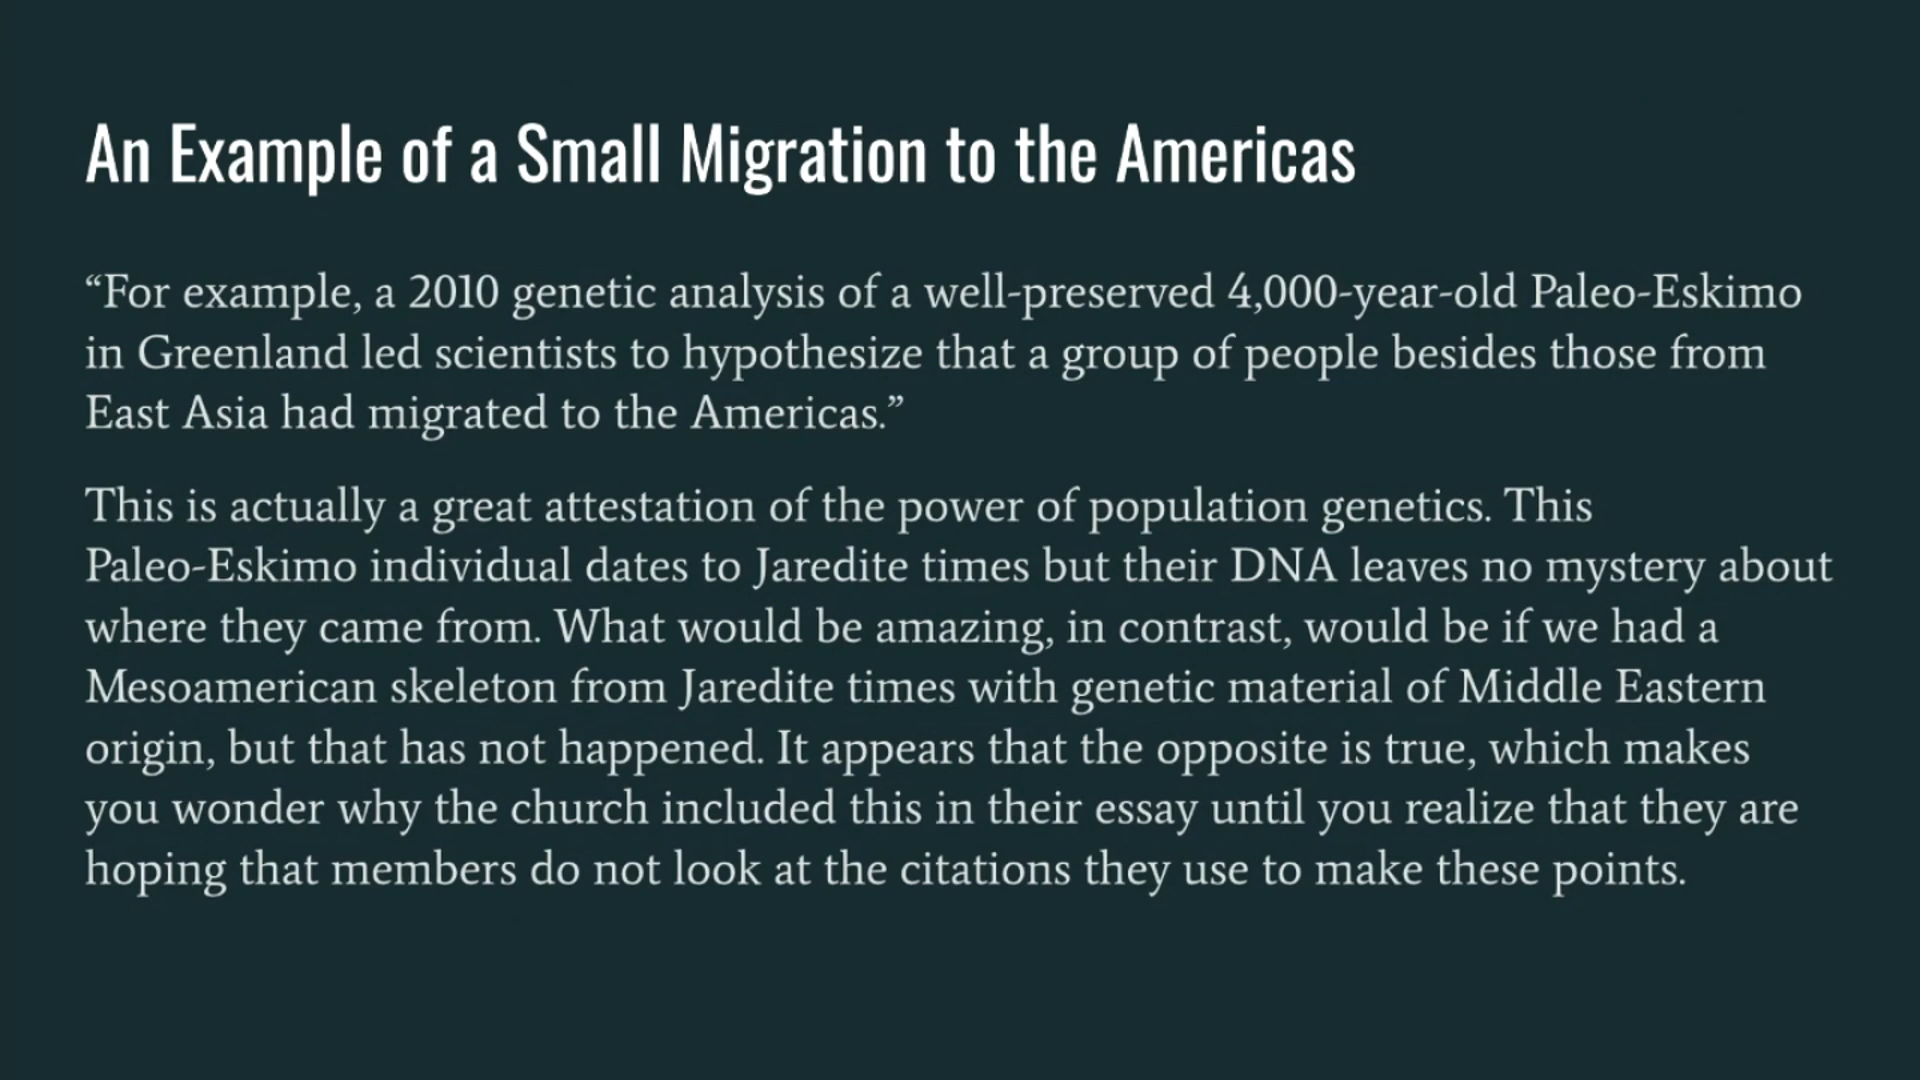 An Example of a Small Migration to the Americas
“For example, a 2010 genetic analysis of a well-preserved 4,000-year-old Paleo-Eskimo
in Greenland led scientists to hypothesize that a group of people besides those from
East Asia had migrated to the Americas.”
This is actually a great attestation of the power of population genetics. This
Paleo-Eskimo individual dates to Jaredite times but their DNA leaves no mystery about
where they came from. What would be amazing, in contrast, would be if we had a
Mesoamerican skeleton from Jaredite times with genetic material of Middle Eastern
origin, but that has not happened. It appears that the opposite is true, which makes
you wonder why the church included this in their essay until you realize that they are
hoping that members do not look at the citations they use to make these points.